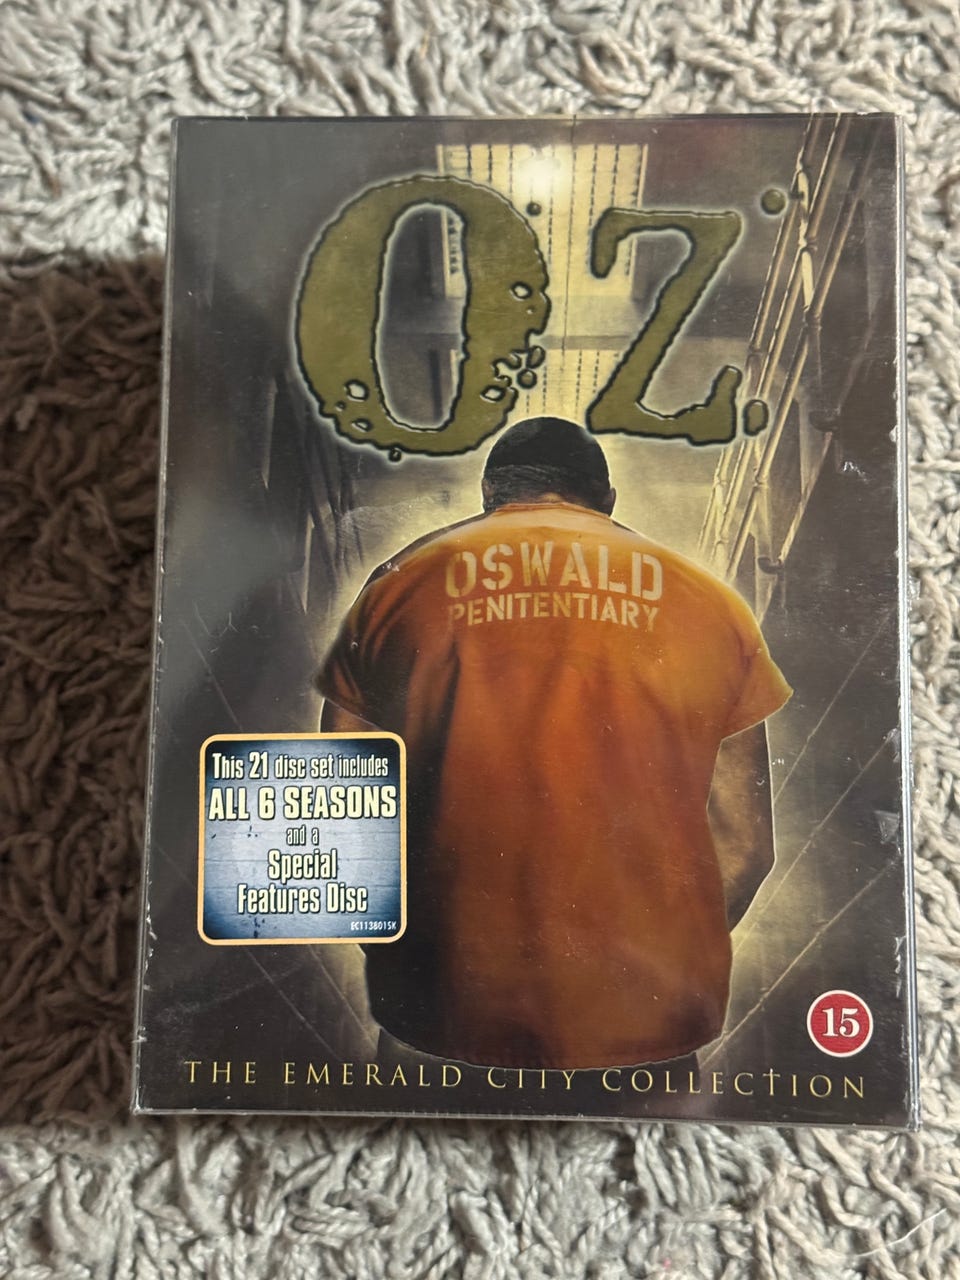 OZ.
OSWALD
PENITENTIARY
This 21 disc set includes
ALL 6 SEASONS
and a
Special
Features Disc
EC1138015K
15
THE EMERALD CITY COLLECTION